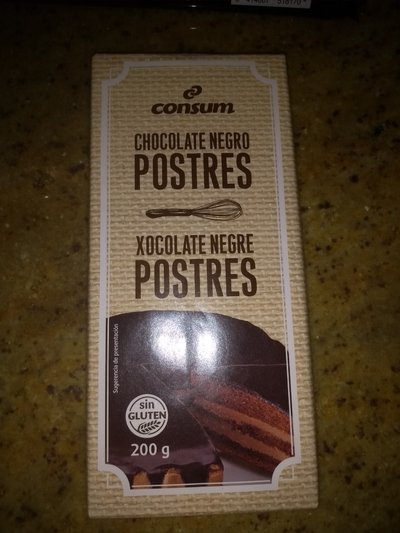 consum
CHOCOLATE NEGRO
POSTRES
XOCOLATE NEGRE
POSTRES
Sugerencia de presentación
sin
GLUTEN
200 g